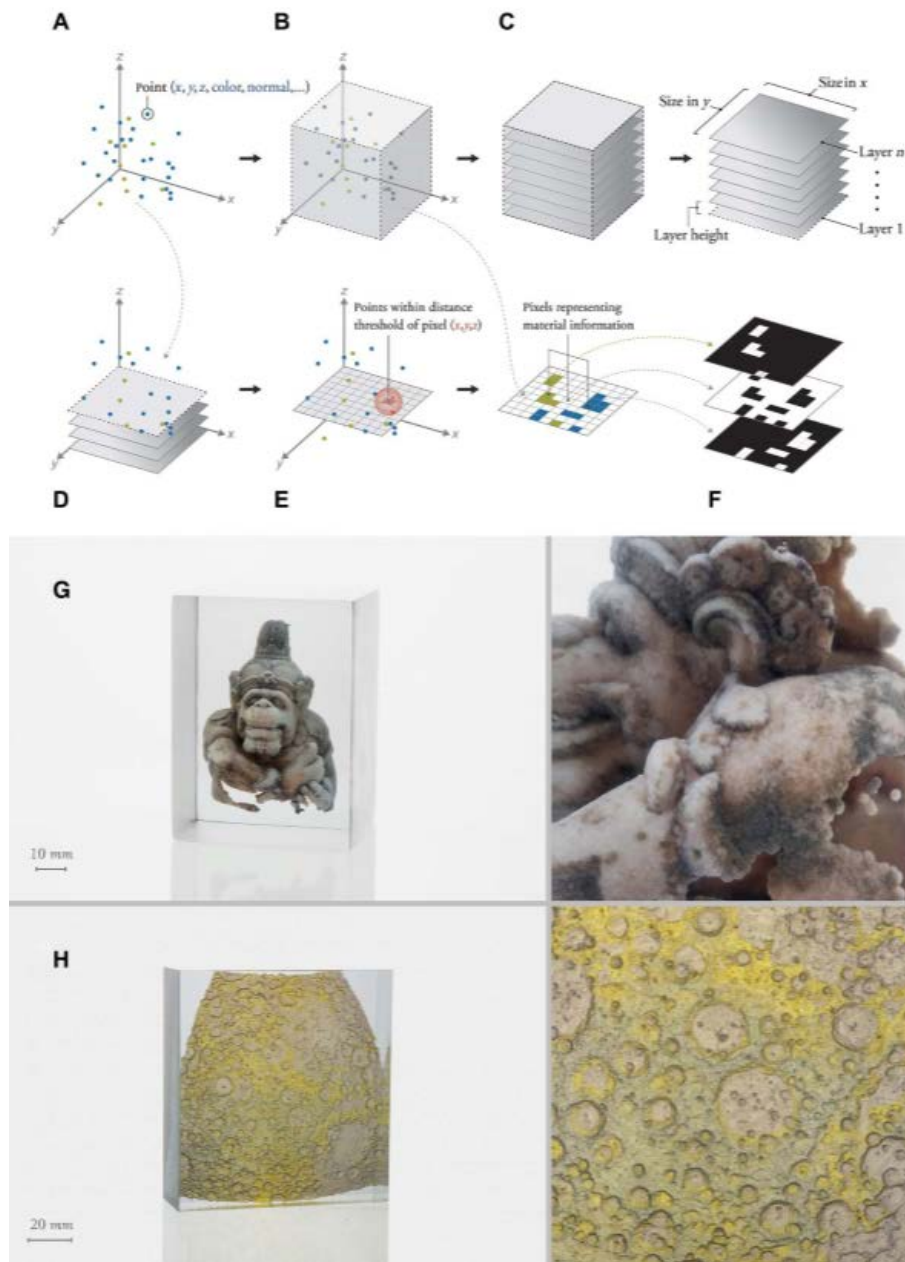 A
B
C
z
Point (x, y, z, color, normal,...)
x
y
z
x
y
Size in y
Size in x
Layer n
Layer height
Layer 1
z
x
y
z
Points within distance
threshold of pixel (x,y,z)
x
y
Pixels representing
material information
D
E
F
G
10 mm
H
20 mm